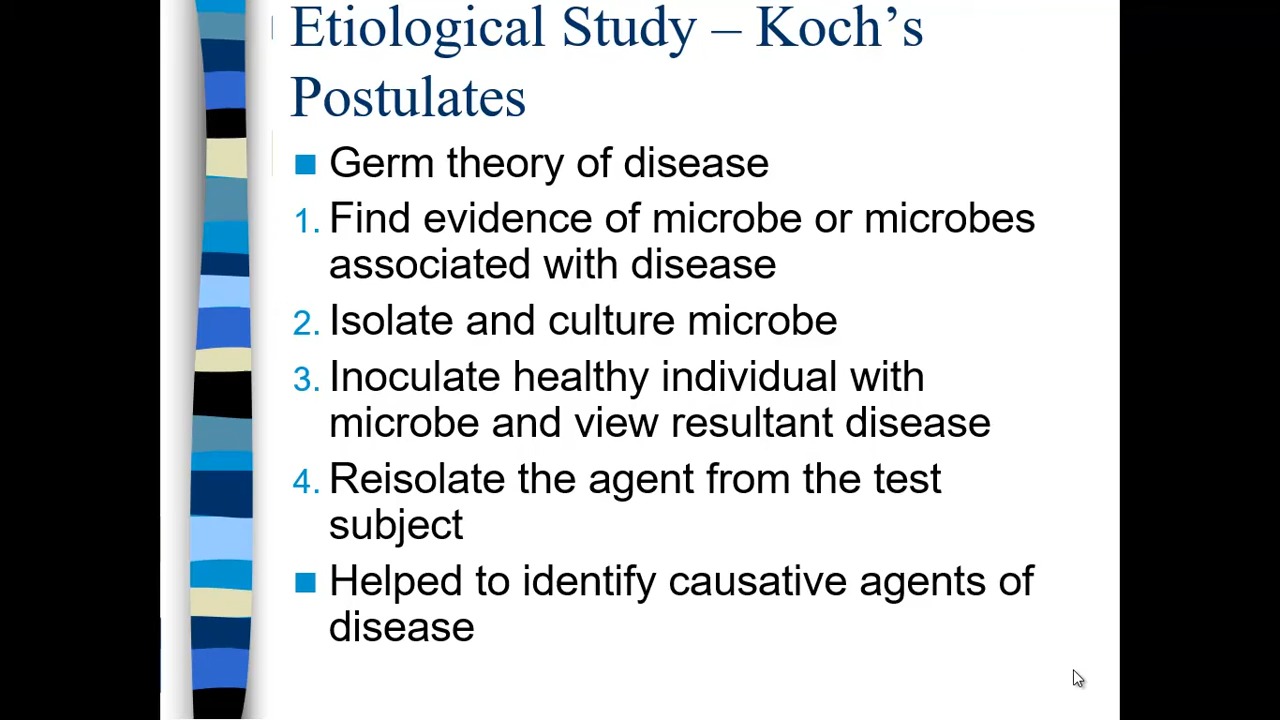 Etiological Study – Koch’s
Postulates
■ Germ theory of disease
1. Find evidence of microbe or microbes
associated with disease
2. Isolate and culture microbe
3. Inoculate healthy individual with
microbe and view resultant disease
4. Reisolate the agent from the test
subject
■ Helped to identify causative agents of
disease